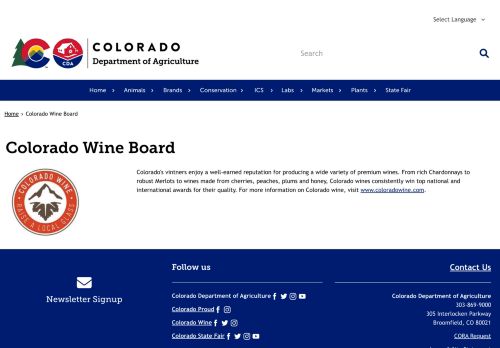 Select Language
CDA
COLORADO
Department of Agriculture
Search
Home Animals Brands Conservation ICS Labs Markets Plants State Fair
Home Colorado Wine Board
Colorado Wine Board
COLORADO WINE
RAISE A LOCAL GLASS
Colorado's vintners enjoy a well-earned reputation for producing a wide variety of premium wines. From rich Chardonnays to
robust Merlots to wines made from cherries, peaches, plums and honey, Colorado wines consistently win top national and
international awards for their quality. For more information on Colorado wine, visit www.coloradowine.com.
Newsletter Signup
Follow us
Colorado Department of Agriculture
Colorado Proud
Colorado Wine
Colorado State Fair
Contact Us
Colorado Department of Agriculture
303-869-9000
305 Interlocken Parkway
Broomfield, CO 80021
CORA Request